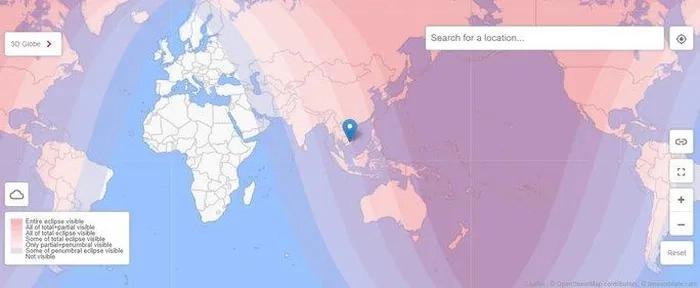 3D Globe
Search for a location...
Entire eclipse visible
All of total+partial visible
All of total eclipse visible
Some of total eclipse visible
Only partial+penumbral visible
Some of penumbral eclipse visible
Not visible
+
−
Reset
Leaflet | © OpenStreetMap contributors, © timeanddate.com